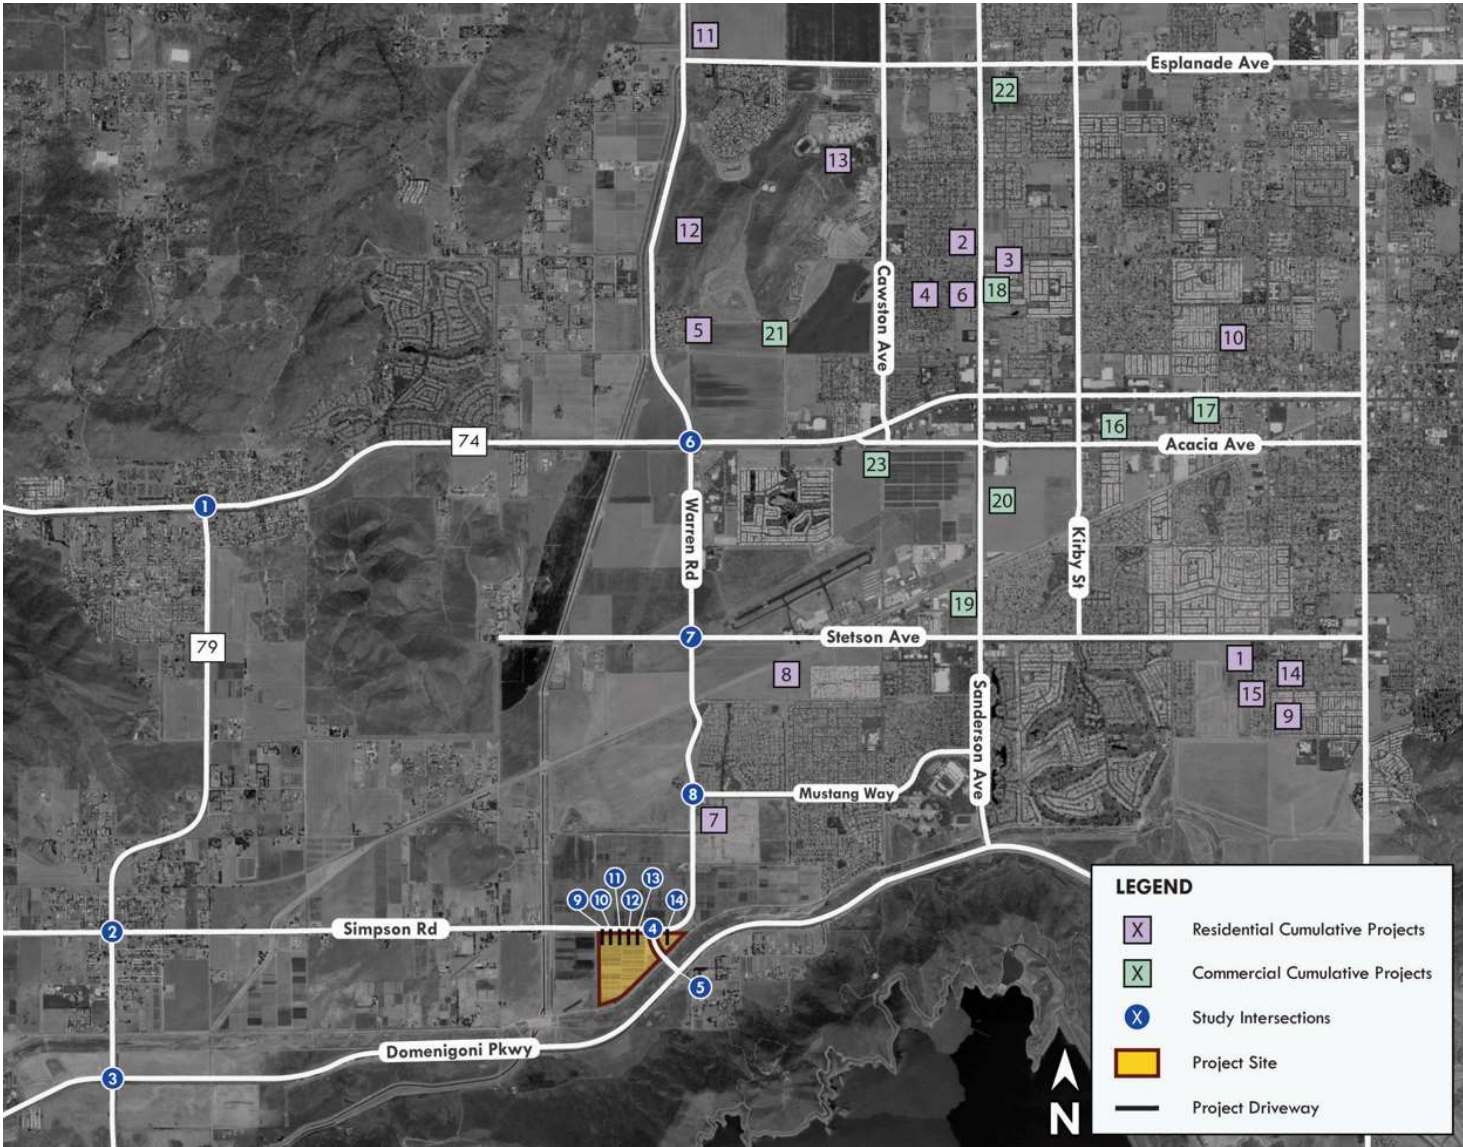 11
Esplanade Ave
22
13
12
2
3
Cawston Ave
4
6
18
5
21
10
17
16
74
6
Acacia Ave
23
1
20
Warren Rd
Kirby St
19
79
7
Stetson Ave
1
8
14
15
Sanderson Ave
9
8
Mustang Way
7
LEGEND
X
Residential Cumulative Projects
X
Commercial Cumulative Projects
X
Study Intersections
Project Site
Project Driveway
11
13
9
10
12
14
2
Simpson Rd
4
5
Domenigoni Pkwy
3
N